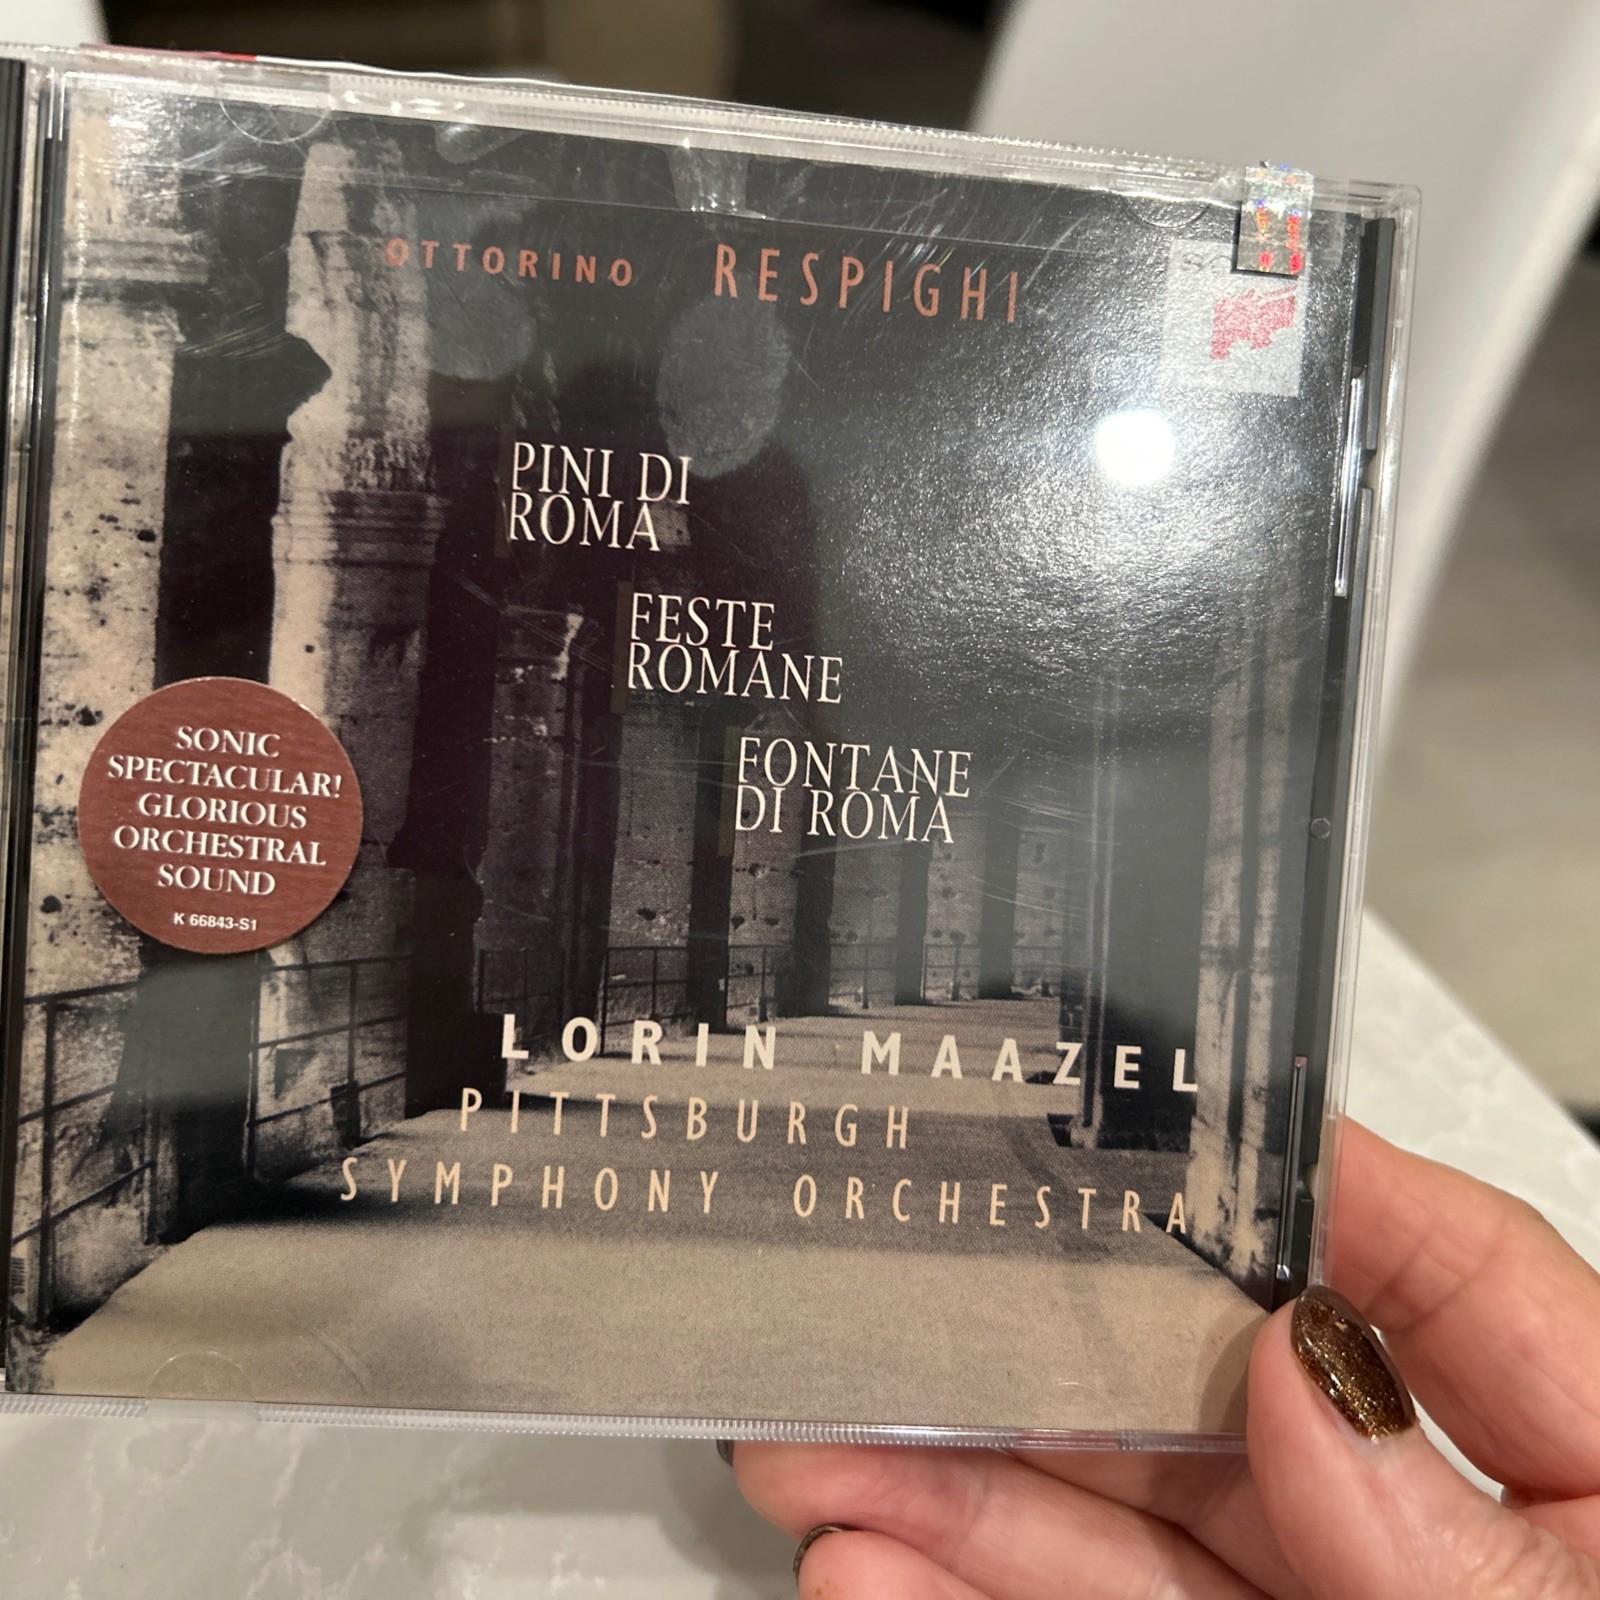 OTTORINO RESPIGHI
PINI DI
ROMA
FESTE
ROMANE
FONTANE
DI ROMA
SONIC
SPECTACULAR!
GLORIOUS
ORCHESTRAL
SOUND
K 66843-S1
LORIN MAAZEL
PITTSBURGH
SYMPHONY ORCHESTRA